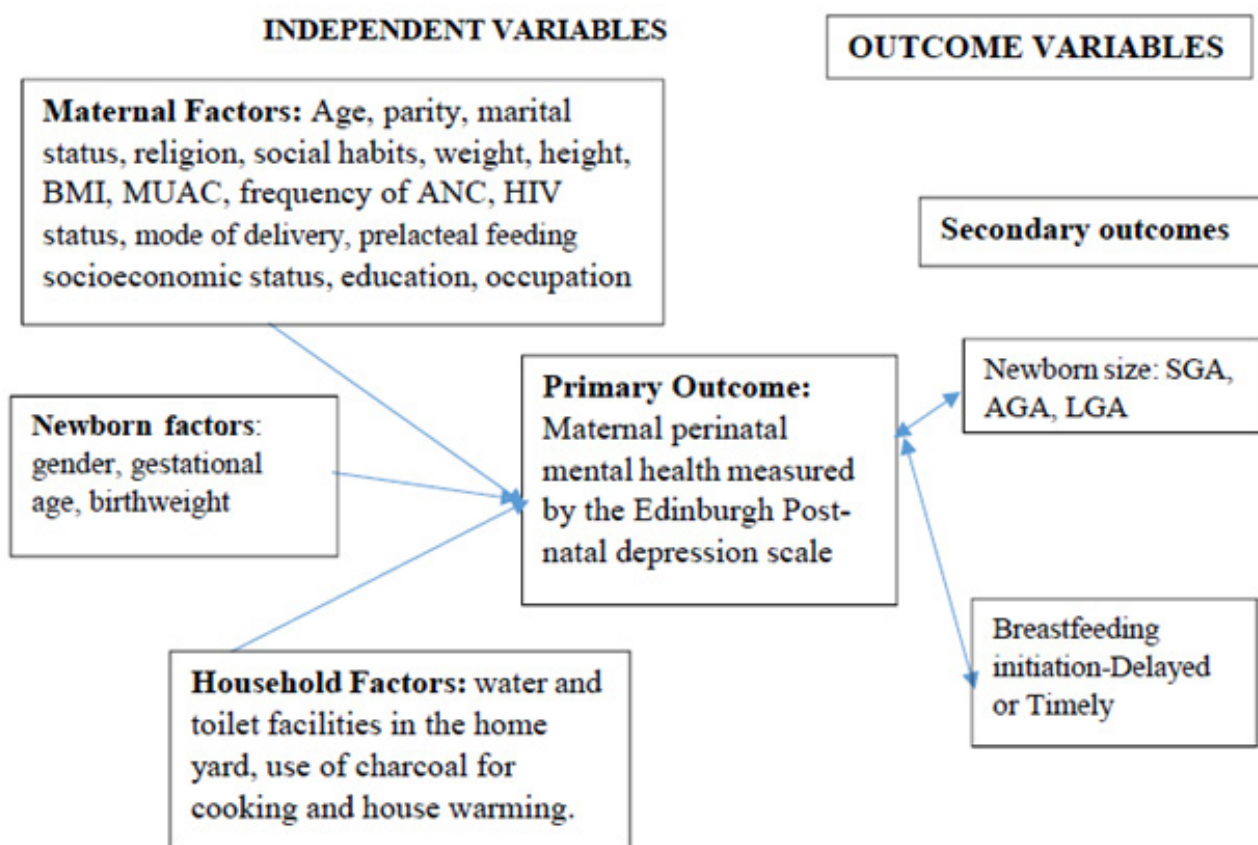 INDEPENDENT VARIABLES
OUTCOME VARIABLES
Maternal Factors: Age, parity, marital
status, religion, social habits, weight, height,
BMI, MUAC, frequency of ANC, HIV
status, mode of delivery, prelacteal feeding
socioeconomic status, education, occupation
Secondary outcomes
Newborn factors:
gender, gestational
age, birthweight
Primary Outcome:
Maternal perinatal
mental health measured
by the Edinburgh Post-
natal depression scale
Newborn size: SGA,
AGA, LGA
Household Factors: water and
toilet facilities in the home
yard, use of charcoal for
cooking and house warming.
Breastfeeding
initiation-Delayed
or Timely